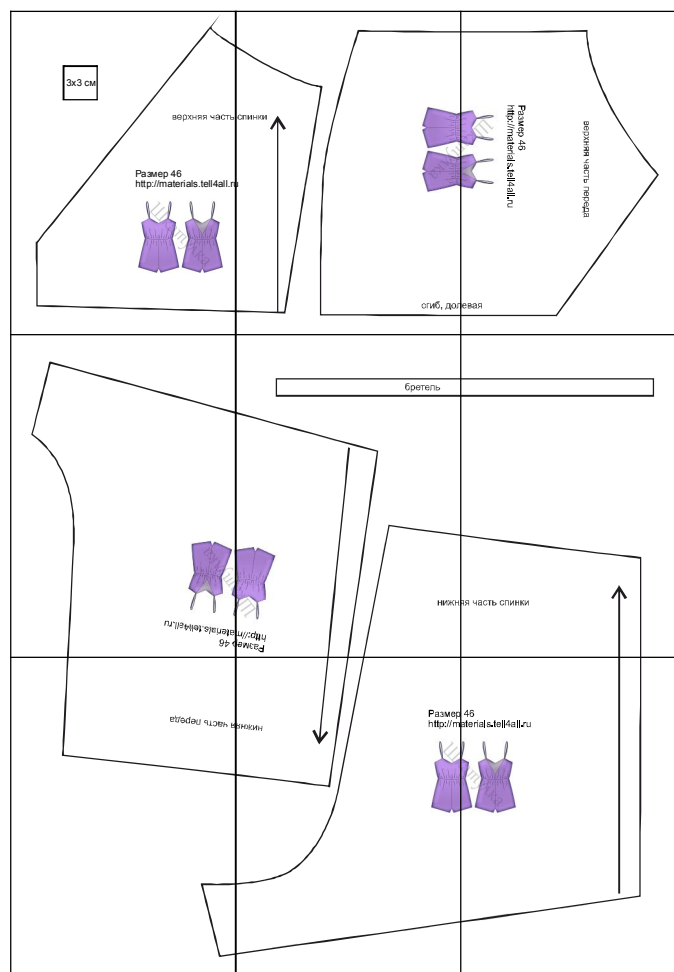 3x3 см
верхняя часть спинки
Размер 46
http://materials.tell4all.ru
Размер 46
http://materials.tell4all.ru
верхняя часть переда
сгиб, долевая
бретель
Размер 46
http://materials.tell4all.ru
нижняя часть переда
нижняя часть спинки
Размер 46
http://materials.tell4all.ru